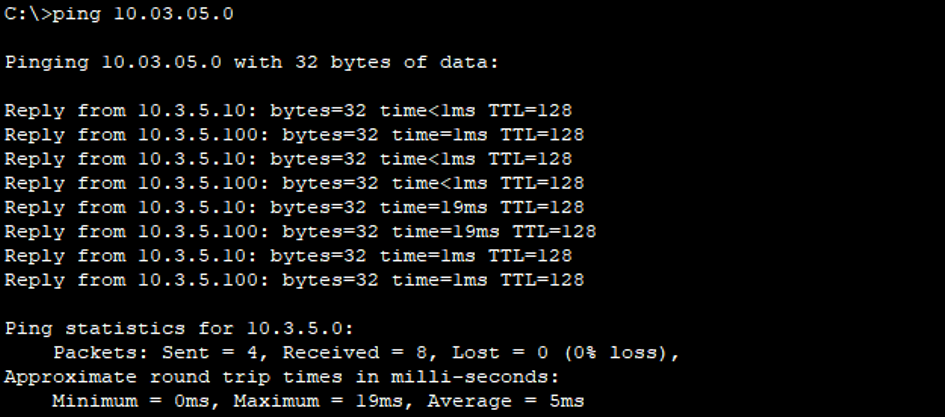 C:\>ping 10.03.05.0
Pinging 10.03.05.0 with 32 bytes of data:
Reply from 10.3.5.10: bytes=32 time<1ms TTL=128
Reply from 10.3.5.100: bytes=32 time=1ms TTL=128
Reply from 10.3.5.10: bytes=32 time<1ms TTL=128
Reply from 10.3.5.100: bytes=32 time<1ms TTL=128
Reply from 10.3.5.10: bytes=32 time=19ms TTL=128
Reply from 10.3.5.100: bytes=32 time=19ms TTL=128
Reply from 10.3.5.10: bytes=32 time=1ms TTL=128
Reply from 10.3.5.100: bytes=32 time=1ms TTL=128
Ping statistics for 10.3.5.0:
    Packets: Sent = 4, Received = 8, Lost = 0 (0% loss),
Approximate round trip times in milli-seconds:
    Minimum = 0ms, Maximum = 19ms, Average = 5ms